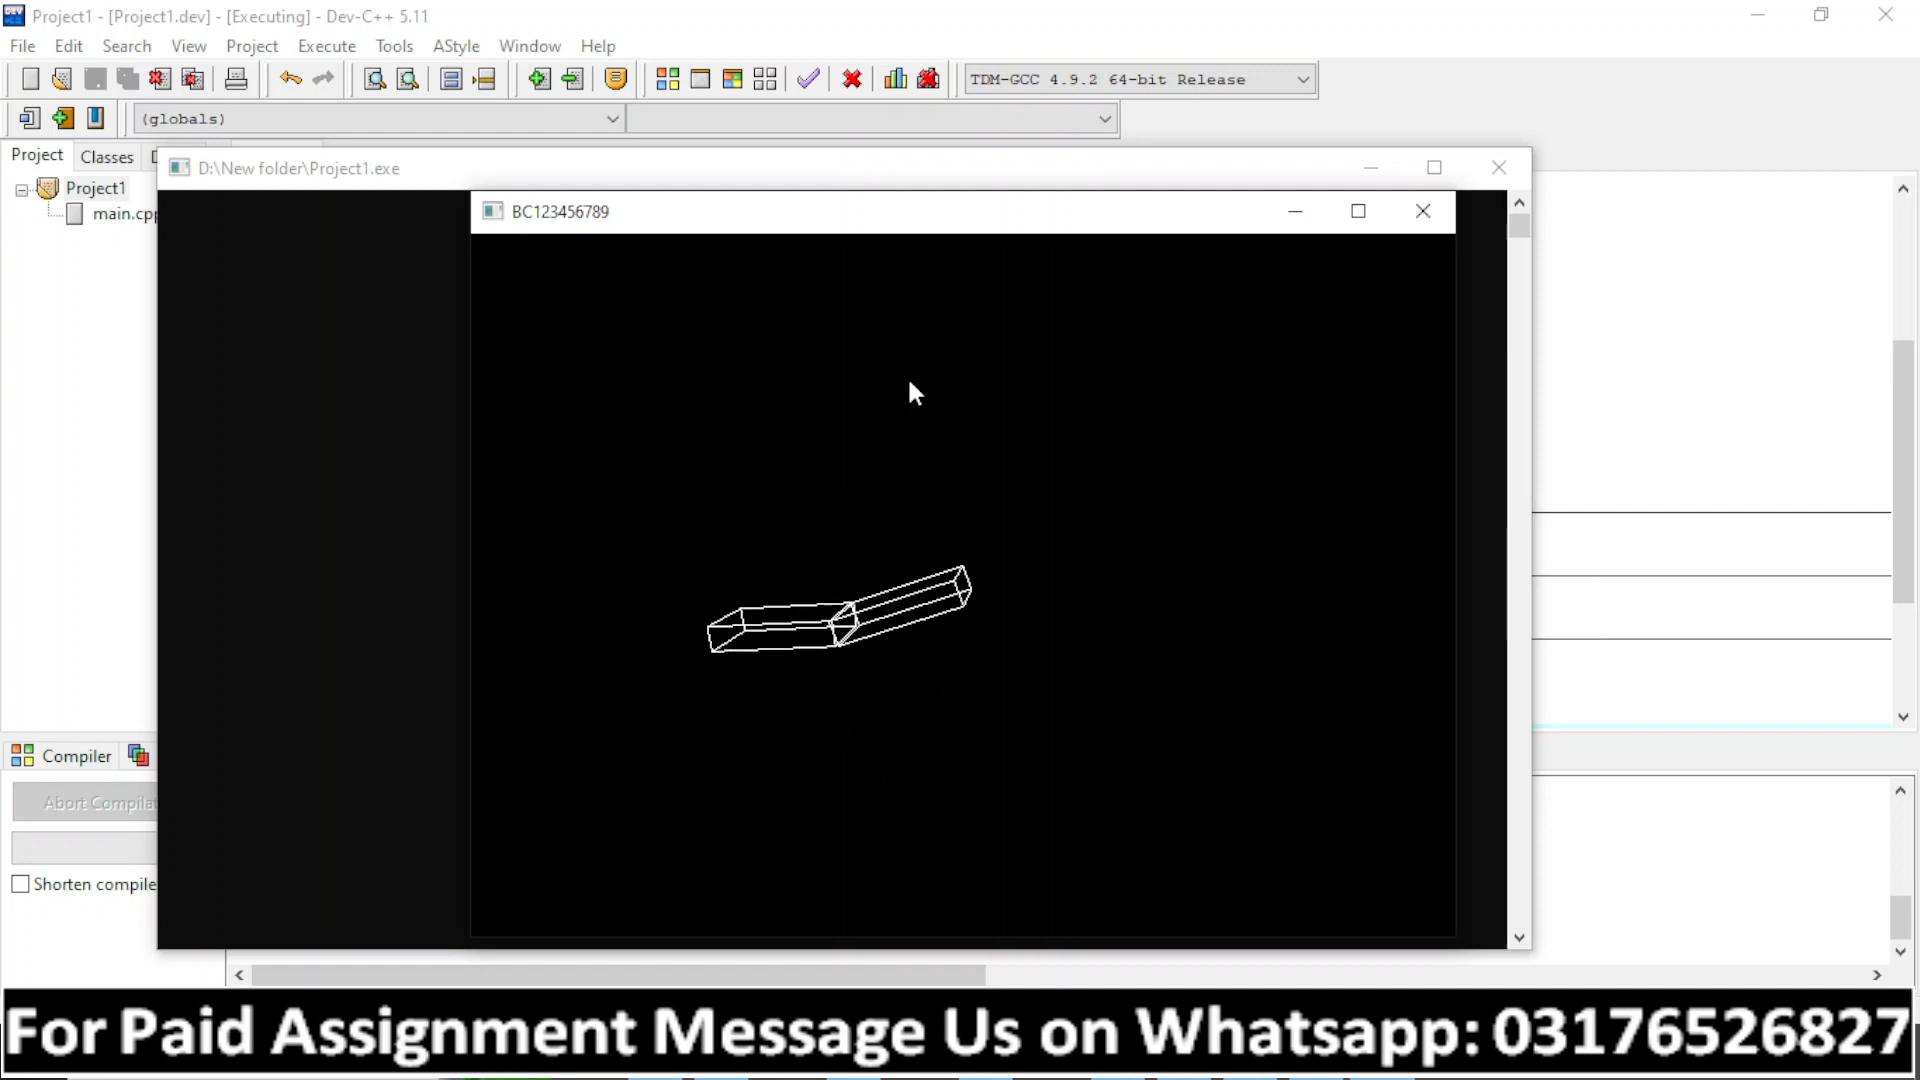 Project1 - [Project1.dev] - [Executing] - Dev-C++ 5.11
File Edit Search View Project Execute Tools AStyle Window Help
TDM-GCC 4.9.2 64-bit Release
(globals)
Project Classes D
D:\New folder\Project1.exe
Project1
main.cpp
BC123456789
Compiler
Abort Compilat
Shorten compile
For Paid Assignment Message Us on Whatsapp: 03176526827